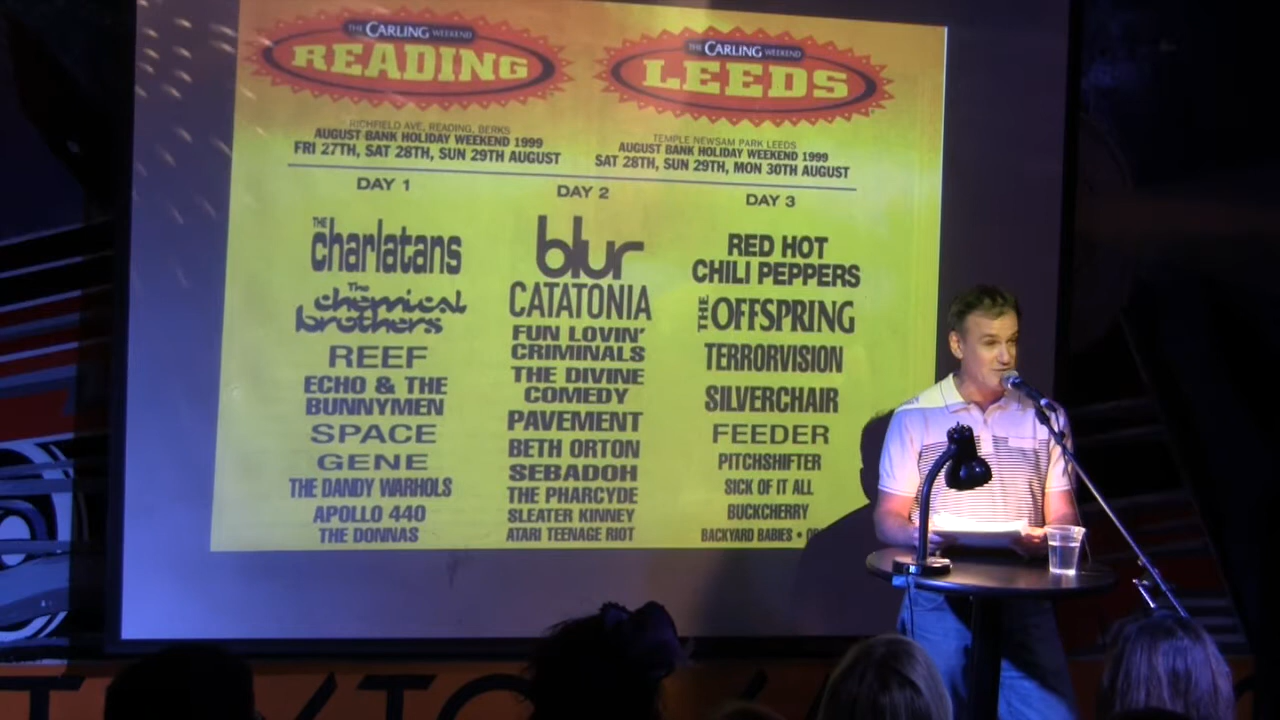 THE CARLING WEEKEND
READING
RICHFIELD AVE, READING, BERKS
AUGUST BANK HOLIDAY WEEKEND 1999
FRI 27TH, SAT 28TH, SUN 29TH AUGUST
THE CARLING WEEKEND
LEEDS
TEMPLE NEWSAM PARK LEEDS
AUGUST BANK HOLIDAY WEEKEND 1999
SAT 28TH, SUN 29TH, MON 30TH AUGUST
DAY 1
THE charlatans
The chemical
brothers
REEF
ECHO & THE
BUNNYMEN
SPACE
GENE
THE DANDY WARHOLS
APOLLO 440
THE DONNAS
DAY 2
blur
CATATONIA
FUN LOVIN'
CRIMINALS
THE DIVINE
COMEDY
PAVEMENT
BETH ORTON
SEBADOH
THE PHARCYDE
SLEATER KINNEY
ATARI TEENAGE RIOT
DAY 3
RED HOT
CHILI PEPPERS
THE OFFSPRING
TERRORVISION
SILVERCHAIR
FEEDER
PITCHSHIFTER
SICK OF IT ALL
BUCKCHERRY
BACKYARD BABIES •